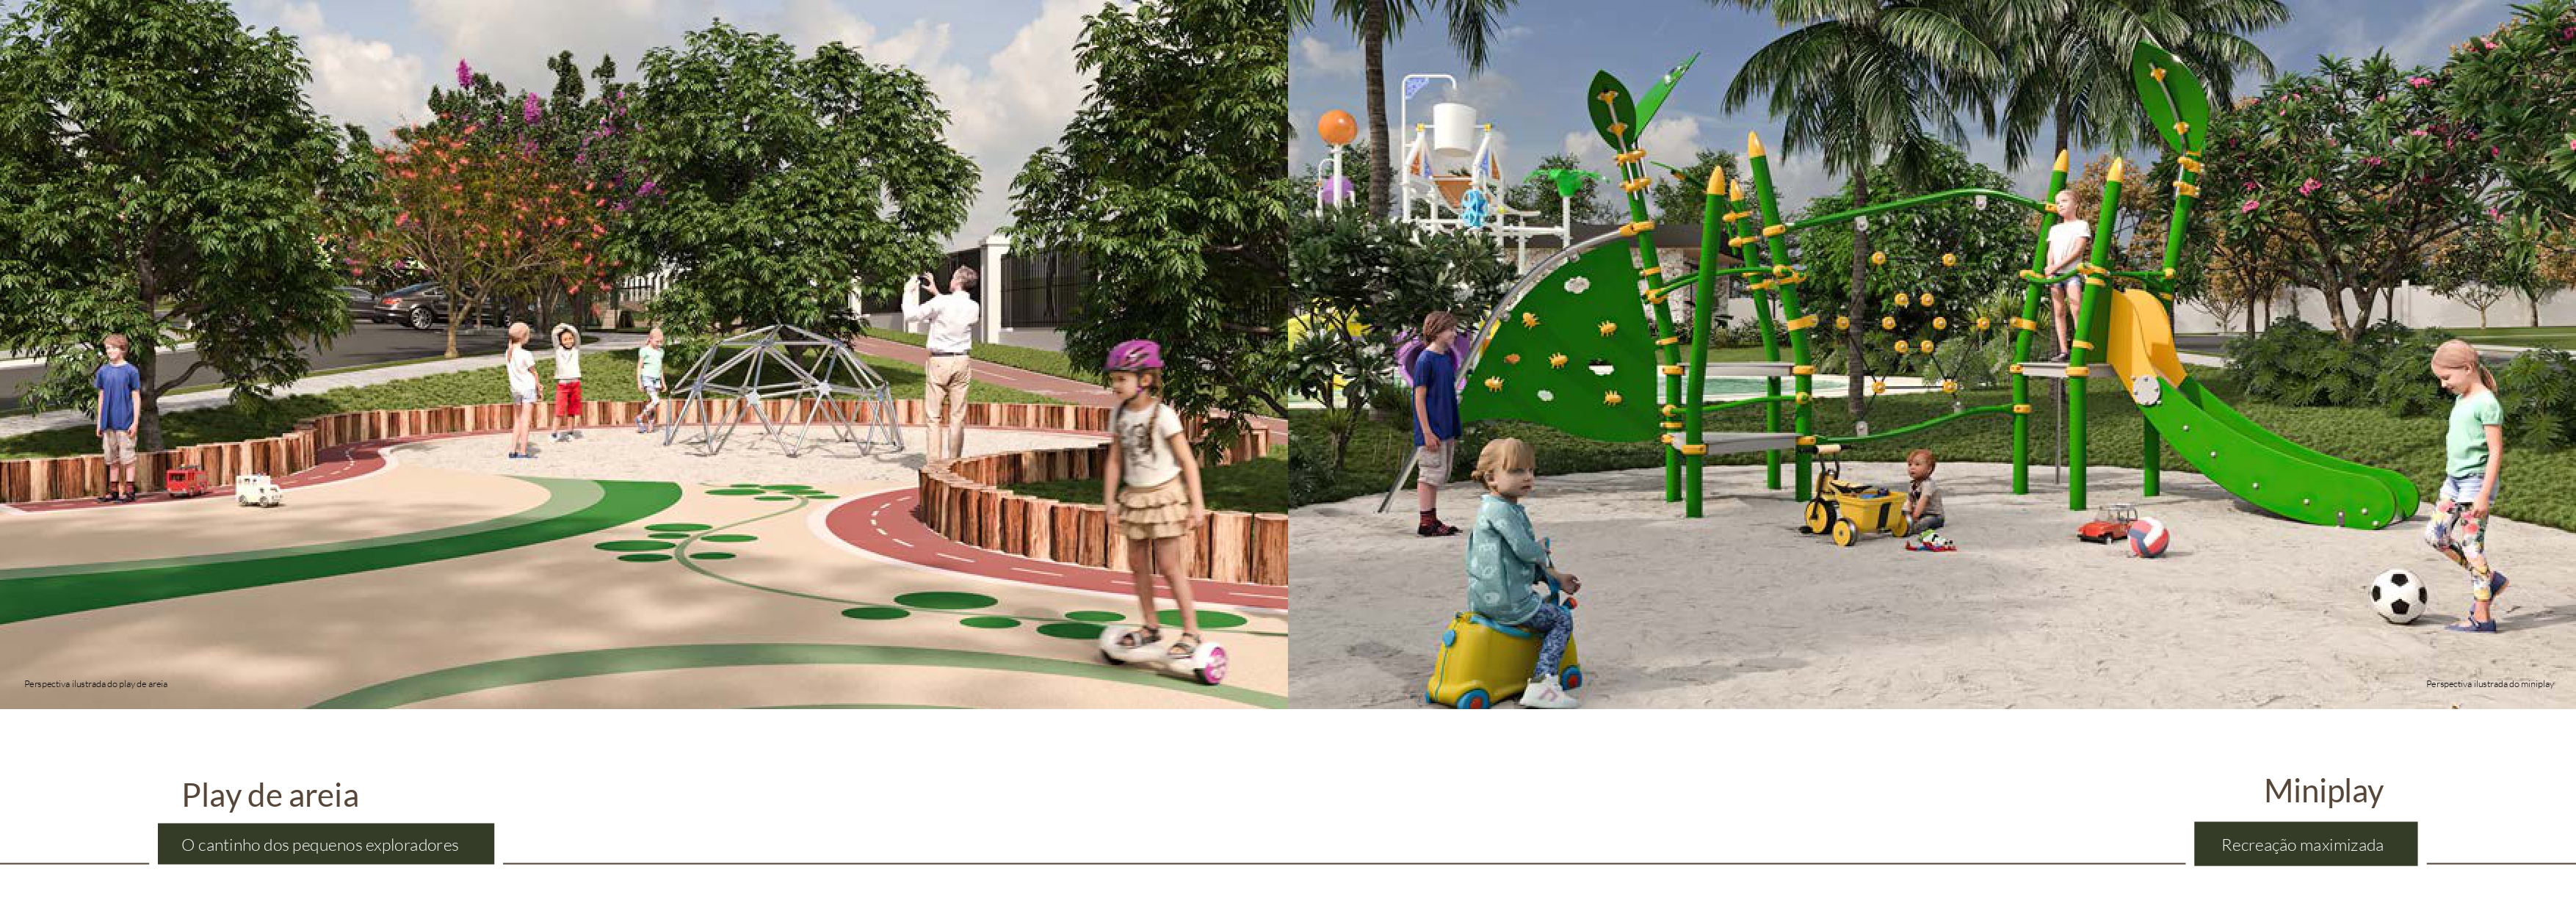 Perspectiva ilustrada do play de areia
Perspectiva ilustrada do miniplay
Play de areia
O cantinho dos pequenos exploradores
Miniplay
Recreação maximizada